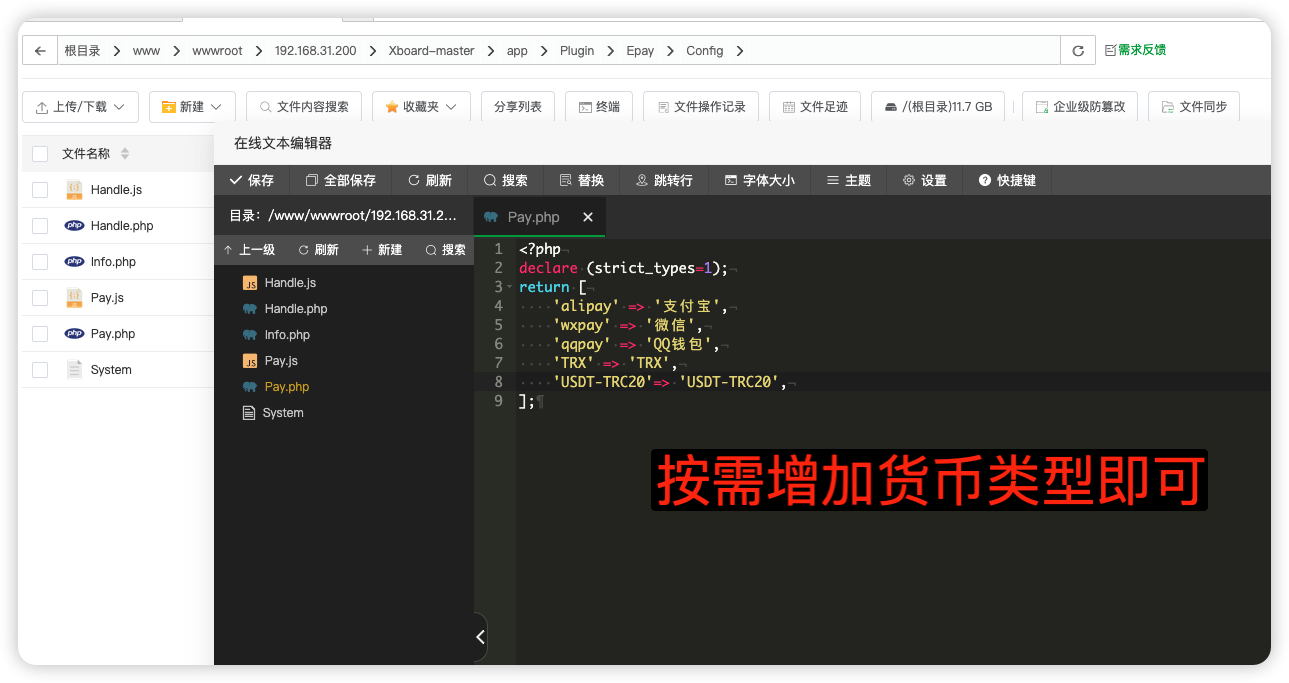 根目录 www wwwroot 192.168.31.200 Xboard-master app Plugin Epay Config 需求反馈
上传/下载 新建 文件内容搜索 收藏夹 分享列表 终端 文件操作记录 文件足迹 /(根目录)11.7 GB 企业级防篡改 文件同步
文件名称
Handle.js
Handle.php
Info.php
Pay.js
Pay.php
System
在线文本编辑器
保存 全部保存 刷新 搜索 替换 跳转行 字体大小 主题 设置 快捷键
目录：/www/wwwroot/192.168.31.2...
上一级 刷新 新建 搜索
Handle.js
Handle.php
Info.php
Pay.js
Pay.php
System
Pay.php
1 <?php
2 declare (strict_types=1);
3 return [
4 'alipay' => '支付宝',
5 'wxpay' => '微信',
6 'qqpay' => 'QQ钱包',
7 'TRX' => 'TRX',
8 'USDT-TRC20'=> 'USDT-TRC20',
9 ];
按需增加货币类型即可